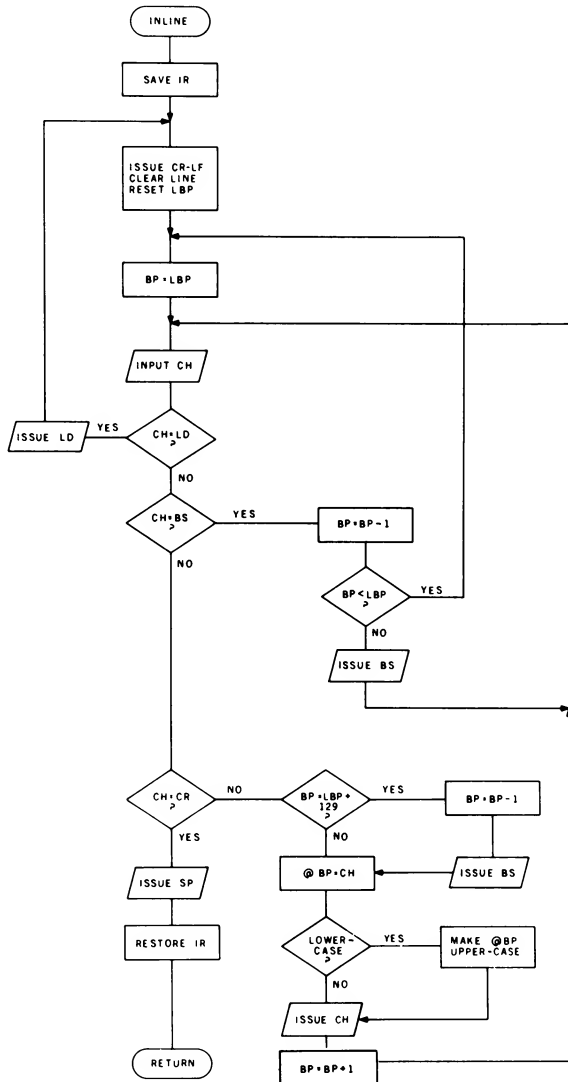 INLINE
SAVE IR
ISSUE CR-LF
CLEAR LINE
RESET LBP
BP=LBP
INPUT CH
ISSUE LD
YES
CH=LD
?
NO
CH=BS
?
YES
BP=BP-1
NO
BP<LBP
?
YES
NO
ISSUE BS
CH=CR
?
NO
BP=LBP+
129
?
YES
BP=BP-1
YES
NO
ISSUE SP
@BP=CH
ISSUE BS
RESTORE IR
LOWER-
CASE
?
YES
MAKE @BP
UPPER-CASE
NO
ISSUE CH
RETURN
BP=BP+1